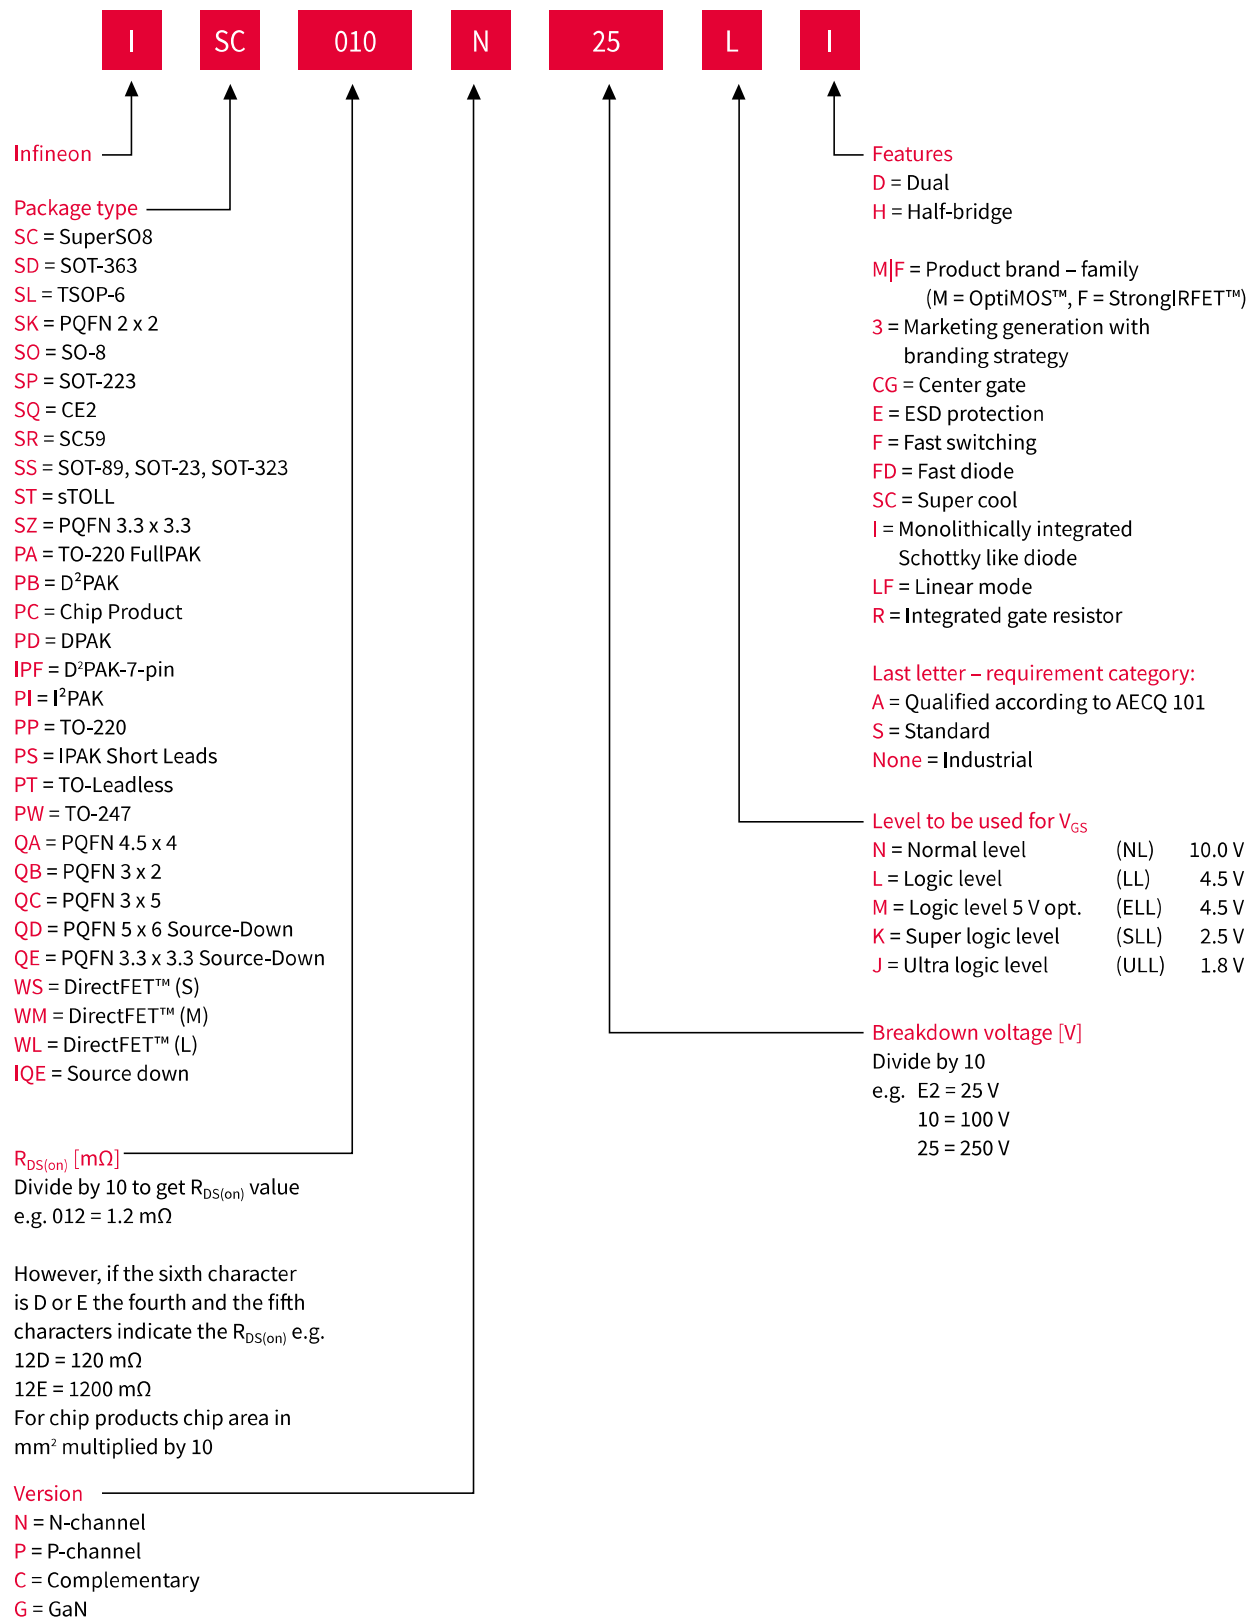 I SC 010 N 25 L I
Infineon
Package type
SC = SuperSO8
SD = SOT-363
SL = TSOP-6
SK = PQFN 2 x 2
SO = SO-8
SP = SOT-223
SQ = CE2
SR = SC59
SS = SOT-89, SOT-23, SOT-323
ST = sTOLL
SZ = PQFN 3.3 x 3.3
PA = TO-220 FullPAK
PB = D²PAK
PC = Chip Product
PD = DPAK
IPF = D²PAK-7-pin
PI = I²PAK
PP = TO-220
PS = IPAK Short Leads
PT = TO-Leadless
PW = TO-247
QA = PQFN 4.5 x 4
QB = PQFN 3 x 2
QC = PQFN 3 x 5
QD = PQFN 5 x 6 Source-Down
QE = PQFN 3.3 x 3.3 Source-Down
WS = DirectFET™ (S)
WM = DirectFET™ (M)
WL = DirectFET™ (L)
IQE = Source down
RDS(on) [mΩ]
Divide by 10 to get RDS(on) value
e.g. 012 = 1.2 mΩ
However, if the sixth character
is D or E the fourth and the fifth
characters indicate the RDS(on) e.g.
12D = 120 mΩ
12E = 1200 mΩ
For chip products chip area in
mm² multiplied by 10
Version
N = N-channel
P = P-channel
C = Complementary
G = GaN
Features
D = Dual
H = Half-bridge
M|F = Product brand – family
(M = OptiMOS™, F = StrongIRFET™)
3 = Marketing generation with
branding strategy
CG = Center gate
E = ESD protection
F = Fast switching
FD = Fast diode
SC = Super cool
I = Monolithically integrated
Schottky like diode
LF = Linear mode
R = Integrated gate resistor
Last letter – requirement category:
A = Qualified according to AECQ 101
S = Standard
None = Industrial
Level to be used for VGS
N = Normal level (NL) 10.0 V
L = Logic level (LL) 4.5 V
M = Logic level 5 V opt. (ELL) 4.5 V
K = Super logic level (SLL) 2.5 V
J = Ultra logic level (ULL) 1.8 V
Breakdown voltage [V]
Divide by 10
e.g. E2 = 25 V
10 = 100 V
25 = 250 V